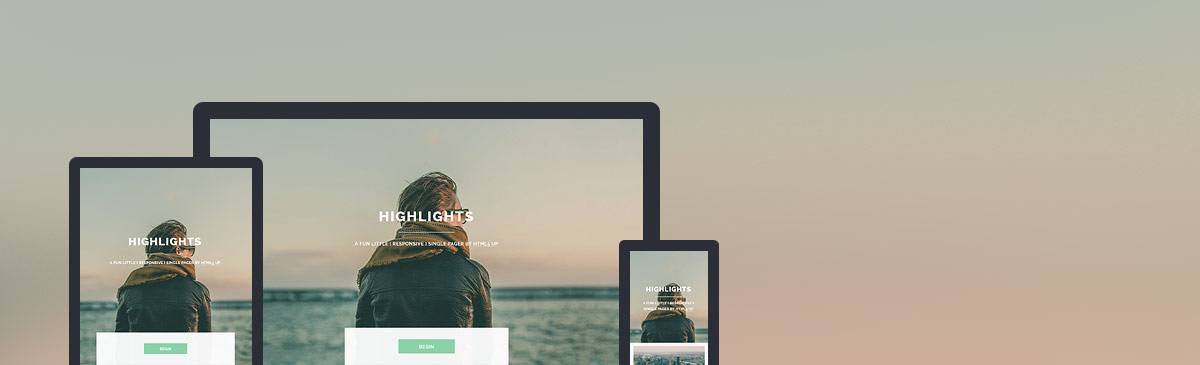 HIGHLIGHTS
A FUN LITTLE | RESPONSIVE | SINGLE PAGER BY HTML5 UP
BEGIN
HIGHLIGHTS
A FUN LITTLE | RESPONSIVE | SINGLE PAGER BY HTML5 UP
BEGIN
HIGHLIGHTS
A FUN LITTLE | RESPONSIVE |
SINGLE PAGER BY HTML5 UP